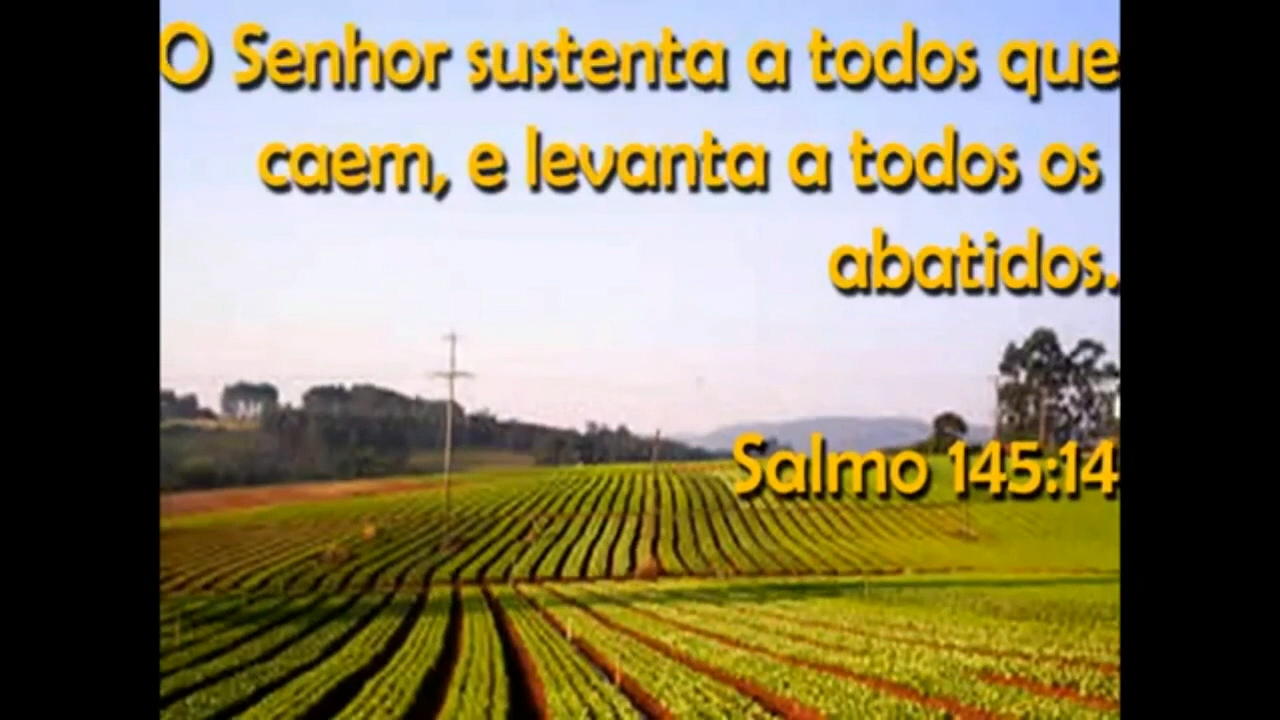 O Senhor sustenta a todos que
caem, e levanta a todos os
abatidos.
Salmo 145:14